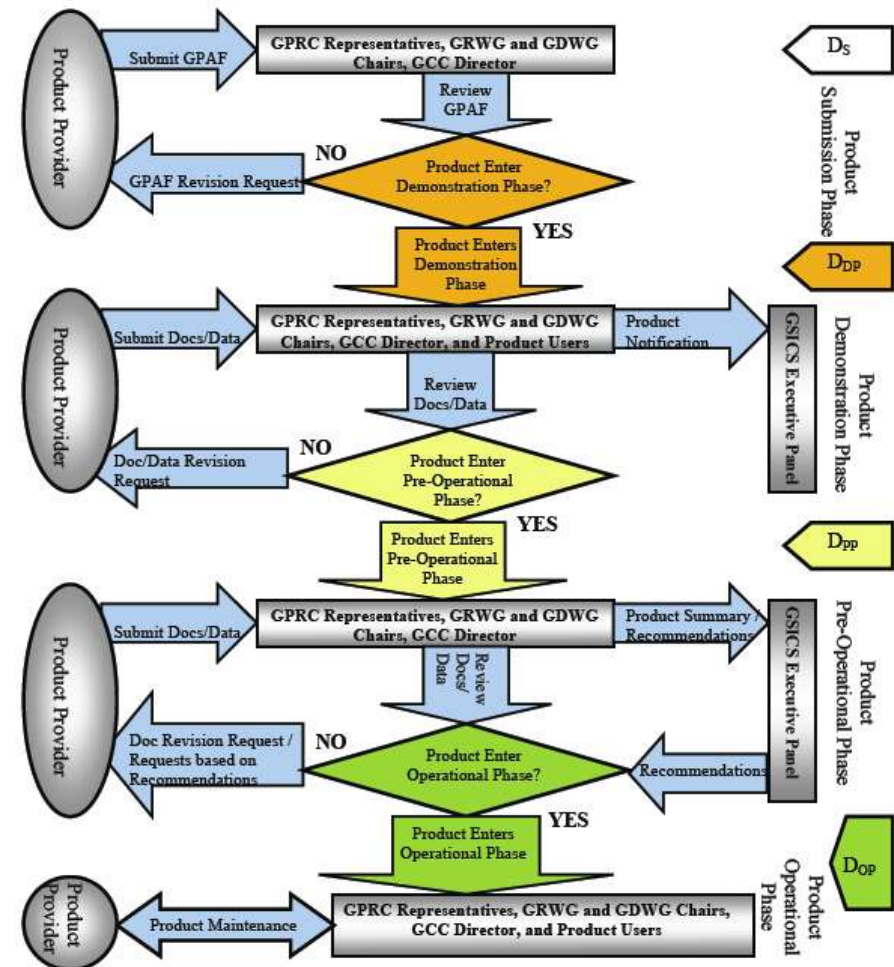 Product Provider
Submit GPAF
GPRC Representatives, GRWG and GDWG
Chairs, GCC Director
Review
GPAF
NO
GPAF Revision Request
Product Enter
Demonstration Phase?
YES
Product Enters
Demonstration
Phase
DS
Product
Submission Phase
DDP
Product Provider
Submit Docs/Data
GPRC Representatives, GRWG and GDWG
Chairs, GCC Director, and Product Users
Product
Notification
GSICS Executive Panel
Product
Demonstration Phase
Review
Docs/Data
NO
Doc/Data Revision
Request
Product Enter
Pre-Operational
Phase?
YES
Product Enters
Pre-Operational
Phase
DPP
Product Provider
Submit Docs/Data
GPRC Representatives, GRWG and GDWG
Chairs, GCC Director
Product Summary /
Recommendations
GSICS Executive Panel
Product
Pre-Operational Phase
Review
Docs/
Data
NO
Doc Revision Request /
Requests based on
Recommendations
Product Enter
Operational Phase?
Recommendations
YES
Product Enters
Operational Phase
DOP
Product
Operational
Phase
Product
Provider
Product Maintenance
GPRC Representatives, GRWG and GDWG Chairs,
GCC Director, and Product Users